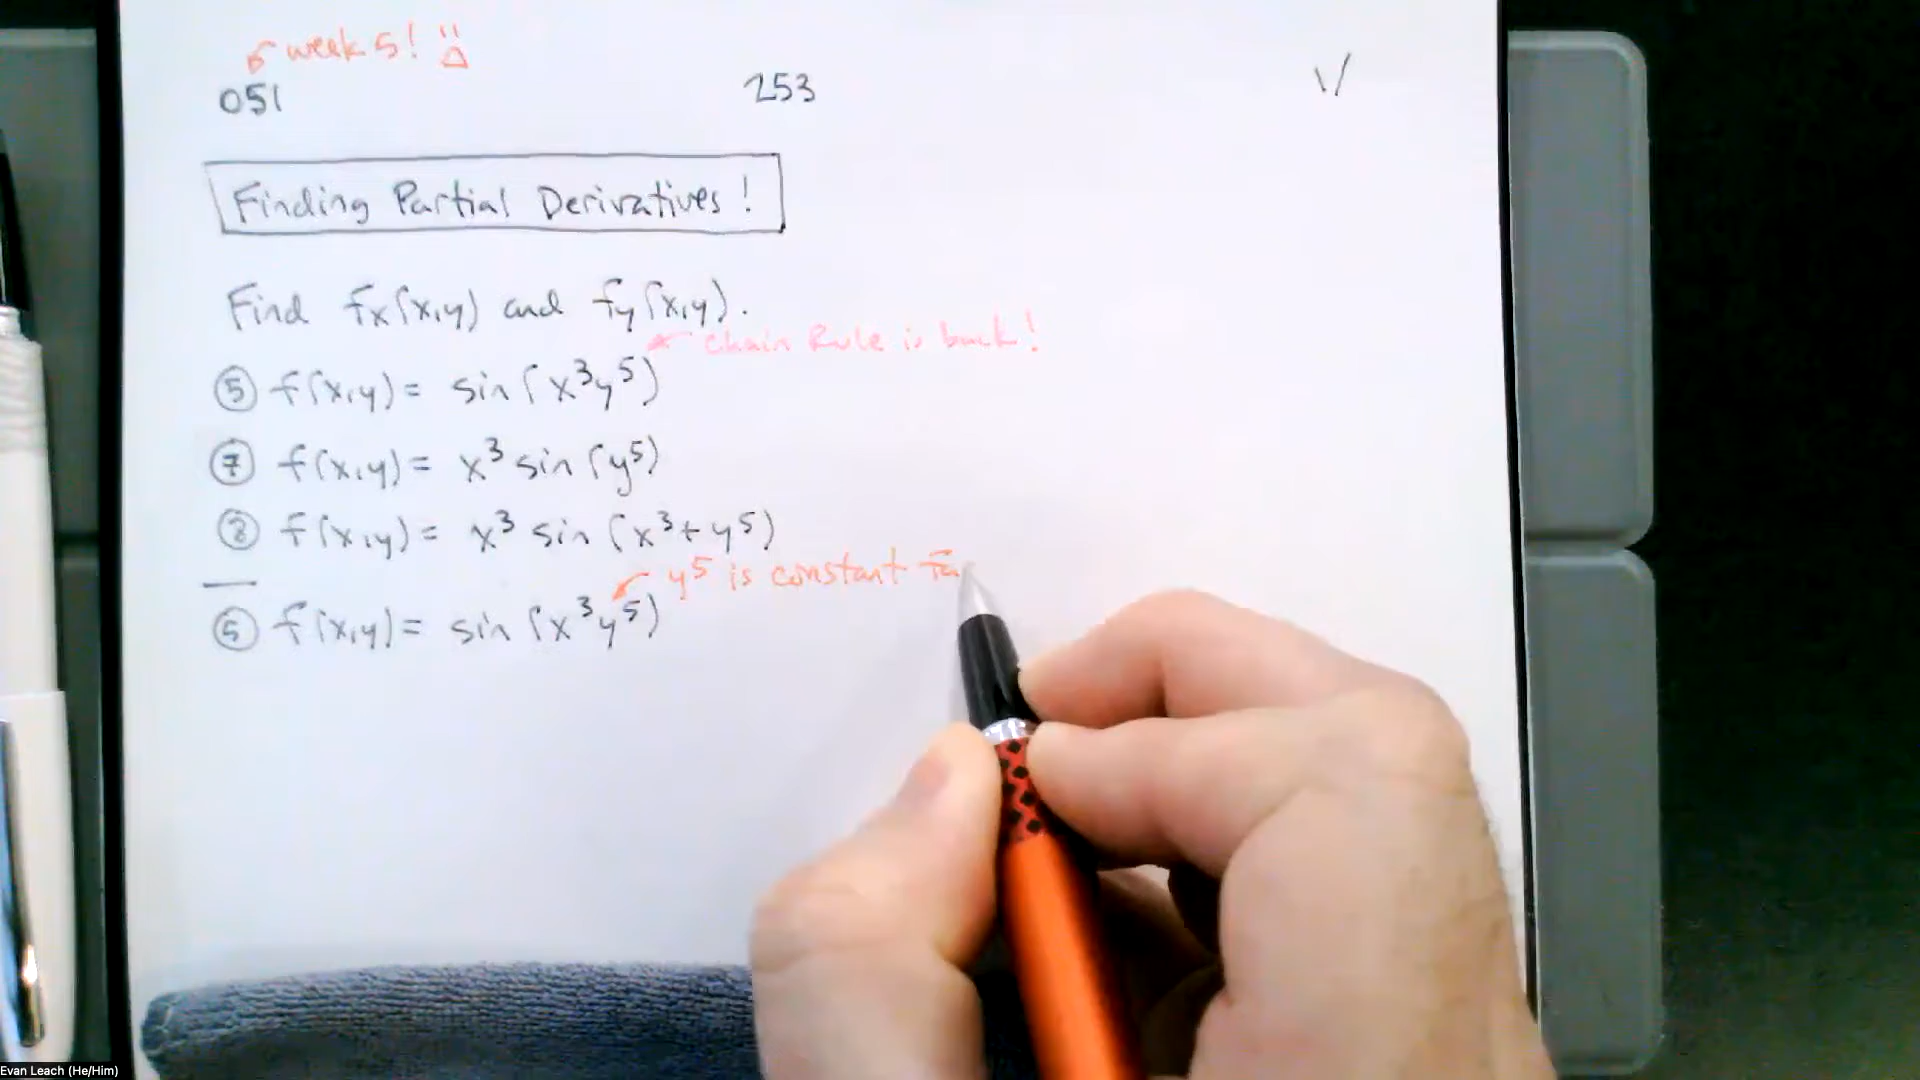 week 5!
051 253
Finding Partial Derivatives!
Find fx(x,y) and fy(x,y).
chain Rule is back!
⑤ f(x,y) = sin(x³y⁵)
⑦ f(x,y) = x³ sin(y⁵)
⑧ f(x,y) = x³ sin(x³+y⁵)
y⁵ is constant fa
f(x,y) = sin(x³y⁵)
Evan Leach (He/Him)